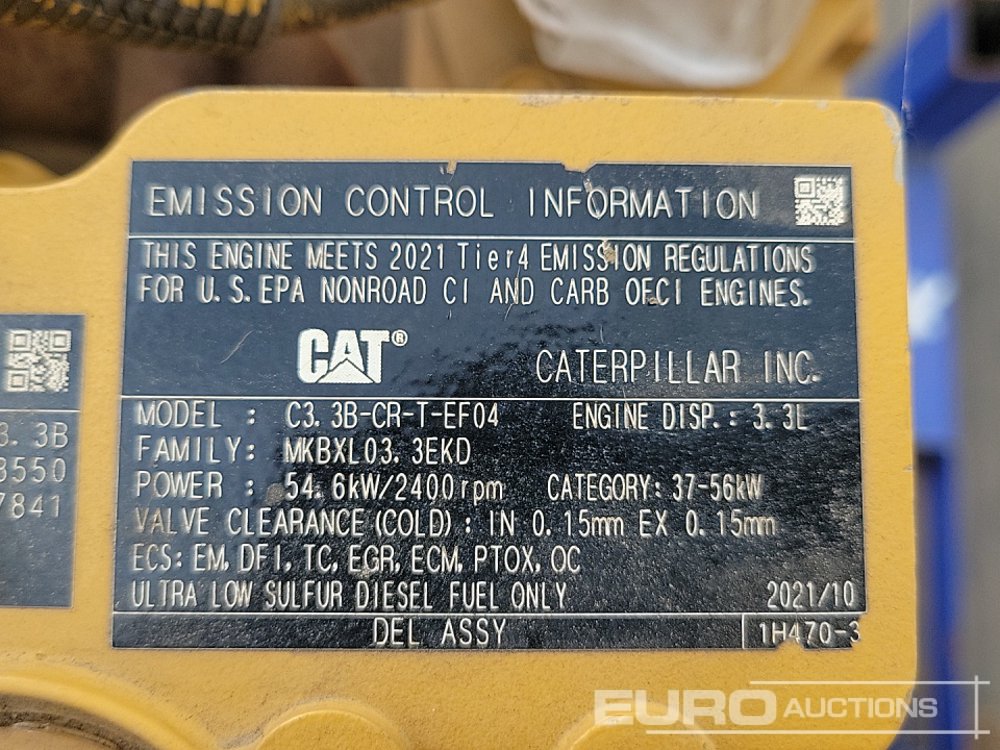 EMISSION CONTROL INFORMATION
THIS ENGINE MEETS 2021 Tier4 EMISSION REGULATIONS
FOR U.S.EPA NONROAD CI AND CARB OFCI ENGINES.
CAT® CATERPILLAR INC.
MODEL : C3.3B-CR-T-EF04 ENGINE DISP.: 3.3L
FAMILY: MKBXL03.3EKD
POWER : 54.6kW/2400rpm CATEGORY: 37-56kW
VALVE CLEARANCE(COLD): IN 0.15mm EX 0.15mm
ECS: EM, DFI, TC, EGR, ECM, PTOX, OC
ULTRA LOW SULFUR DIESEL FUEL ONLY 2021/10
DEL ASSY 1H470-3
3.3B
3550
7841
EURO AUCTIONS